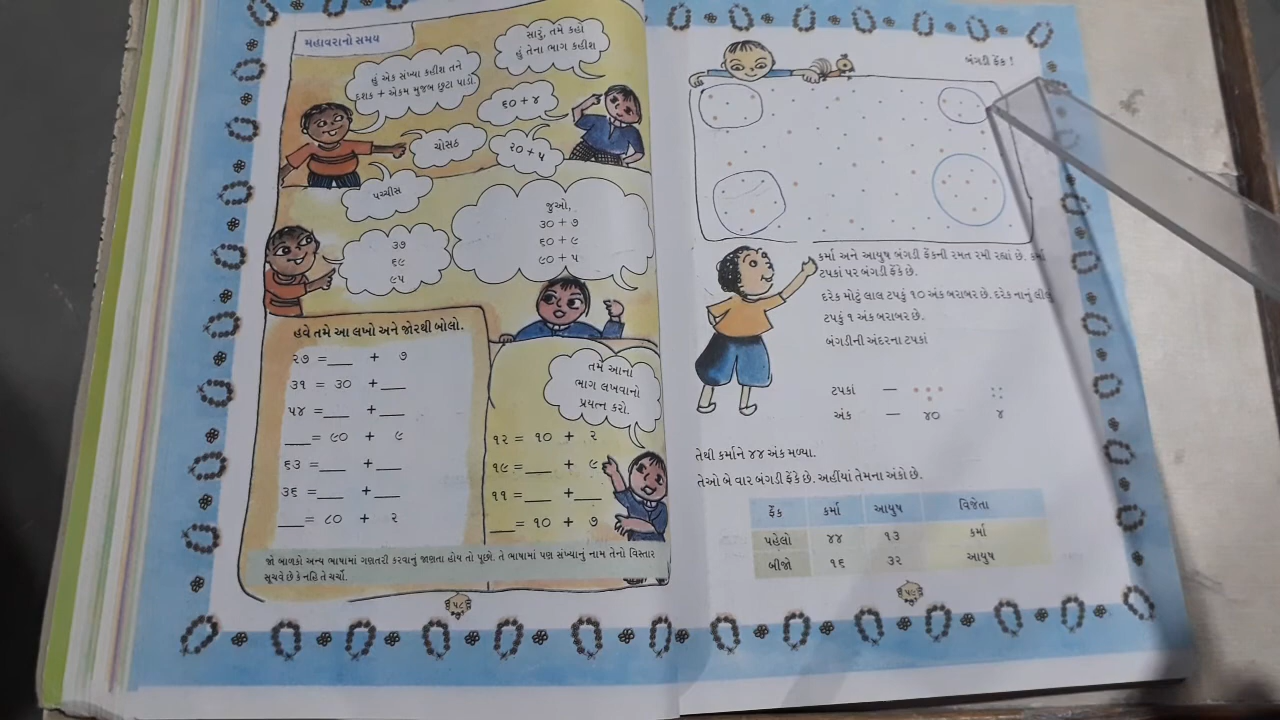 મહાવરાનો સમય
હું એક સંખ્યા કહીશ તને
દશક + એકમ મુજબ છુટા પાડો.
સારું, તમે કહો
હું તેના ભાગ કહીશ
૬૦ + ૪
ચોસઠ
૨૦ + ૫
પચ્ચીસ
૩૭
૬૯
૯૫
જુઓ,
૩૦ + ૭
૬૦ + ૯
૯૦ + ૫
હવે તમે આ લખો અને જોરથી બોલો.
૨૭ = ___ + ૭
૩૧ = ૩૦ + ___
૫૪ = ___ + ___
___ = ૯૦ + ૯
૬૩ = ___ + ___
૩૬ = ___ + ___
___ = ૮૦ + ૨
તમે આના
ભાગ લખવાનો
પ્રયત્ન કરો.
૧૨ = ૧૦ + ૨
૧૯ = ___ + ૯
૧૧ = ___ + ___
___ = ૧૦ + ૭
જો બાળકો અન્ય ભાષામાં ગણતરી કરવાનું જાણતા હોય તો પૂછો. તે ભાષામાં પણ સંખ્યાનું નામ તેનો વિસ્તાર
સૂચવે છે કે નહિ તે ચર્ચો.
૫૮
બંગડી ફેંક !
કર્મા અને આયુષ બંગડી ફેંકની રમત રમી રહ્યાં છે. કર્મા
ટપકાં પર બંગડી ફેંકે છે.
દરેક મોટું લાલ ટપકું ૧૦ અંક બરાબર છે. દરેક નાનું
ટપકું ૧ અંક બરાબર છે.
બંગડીની અંદરના ટપકાં
ટપકાં —
અંક — ૪૦ ૪
તેથી કર્માને ૪૪ અંક મળ્યા.
તેઓ બે વાર બંગડી ફેંકે છે. અહીંયાં તેમના અંકો છે.
ફેંક કર્મા આયુષ વિજેતા
પહેલો ૪૪ ૧૩ કર્મા
બીજો ૧૬ ૩૨ આયુષ
૫૯